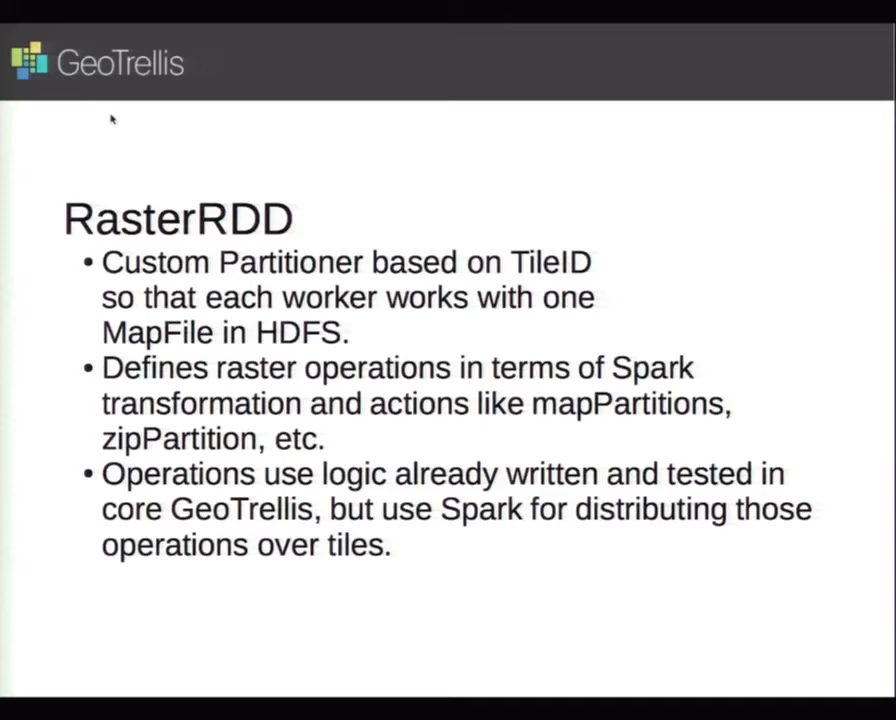 GeoTrellis
RasterRDD
• Custom Partitioner based on TileID
so that each worker works with one
MapFile in HDFS.
• Defines raster operations in terms of Spark
transformation and actions like mapPartitions,
zipPartition, etc.
• Operations use logic already written and tested in
core GeoTrellis, but use Spark for distributing those
operations over tiles.